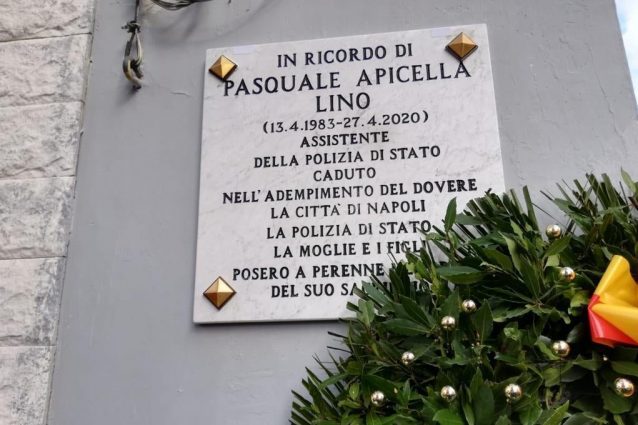 IN RICORDO DI
PASQUALE APICELLA
LINO
(13.4.1983-27.4.2020)
ASSISTENTE
DELLA POLIZIA DI STATO
CADUTO
NELL'ADEMPIMENTO DEL DOVERE
LA CITTÀ DI NAPOLI
LA POLIZIA DI STATO
LA MOGLIE E I FIGLI
POSERO A PERENNE
DEL SUO